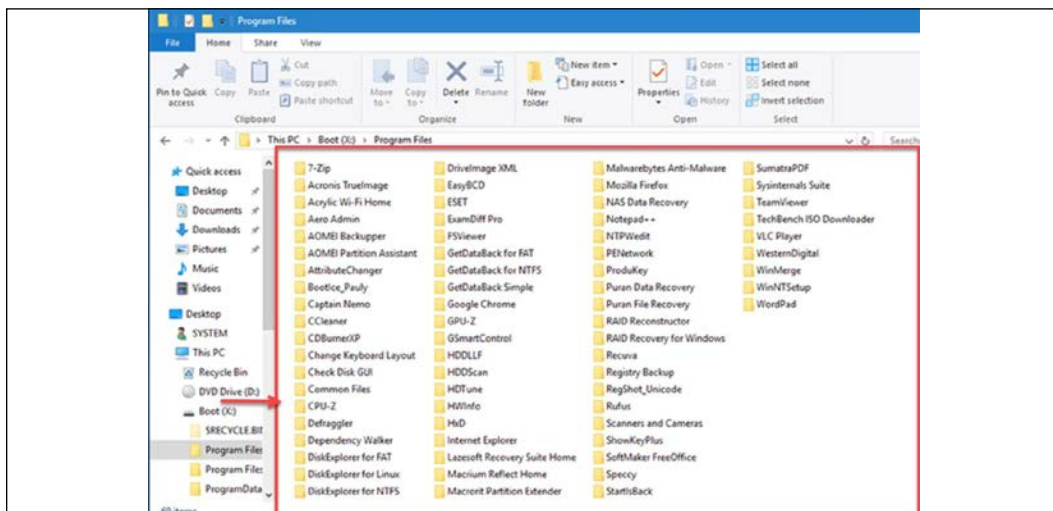 Program Files
File Home Share View
Pin to Quick access Copy Paste Cut Copy path Paste shortcut Move to Copy to Delete Rename New folder New item Easy access Properties Open Edit History Select all Select none Invert selection
Clipboard Organize New Open Select
This PC > Boot (X:) > Program Files
Quick access
Desktop
Documents
Downloads
Pictures
Music
Videos
Desktop
SYSTEM
This PC
Recycle Bin
DVD Drive (D:)
Boot (X:)
Program Files
Program Files
ProgramData
7-Zip
Acronis TrueImage
Acrylic Wi-Fi Home
Aero Admin
AOMEI Backupper
AOMEI Partition Assistant
AttributeChanger
Bootice_Pauly
Captain Nemo
CCleaner
CDBurnerXP
Change Keyboard Layout
Check Disk GUI
Common Files
CPU-Z
Defraggler
Dependency Walker
DiskExplorer for FAT
DiskExplorer for Linux
DiskExplorer for NTFS
DriveImage XML
EasyBCD
ESET
ExamDiff Pro
FSViewer
GetDataBack for FAT
GetDataBack for NTFS
GetDataBack Simple
Google Chrome
GPU-Z
GSmartControl
HDDLLF
HDDScan
HDTune
HWinfo
HxD
Internet Explorer
Lazesoft Recovery Suite Home
Macrium Reflect Home
Macrorit Partition Extender
Malwarebytes Anti-Malware
Mozilla Firefox
NAS Data Recovery
Notepad++
NTPWedit
PENetwork
ProduKey
Puran Data Recovery
Puran File Recovery
RAID Reconstructor
RAID Recovery for Windows
Recuva
Registry Backup
RegShot_Unicode
Rufus
Scanners and Cameras
ShowKeyPlus
SoftMaker FreeOffice
Speccy
StartIsBack
SumatraPDF
Sysinternals Suite
TeamViewer
TechBench ISO Downloader
VLC Player
WesternDigital
WinMerge
WinNTSetup
WordPad